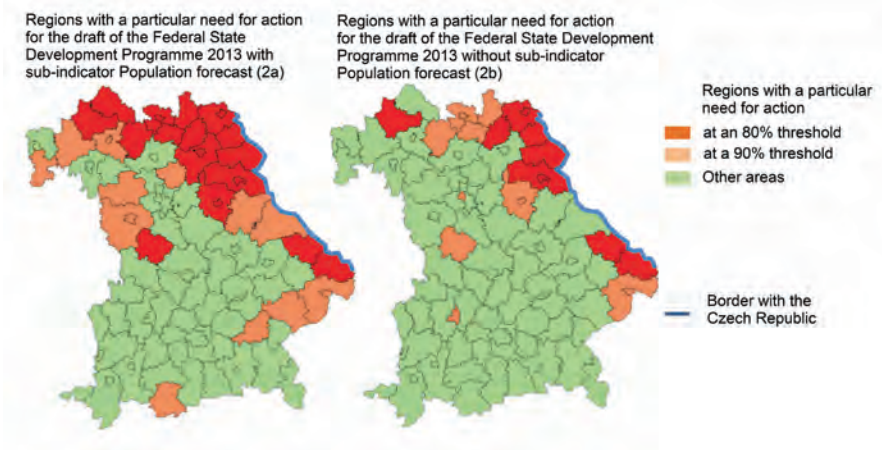 Regions with a particular need for action
for the draft of the Federal State
Development Programme 2013 with
sub-indicator Population forecast (2a)
Regions with a particular need for action
for the draft of the Federal State Development
Programme 2013 without sub-indicator
Population forecast (2b)
Regions with a particular
need for action
at an 80% threshold
at a 90% threshold
Other areas
Border with the
Czech Republic